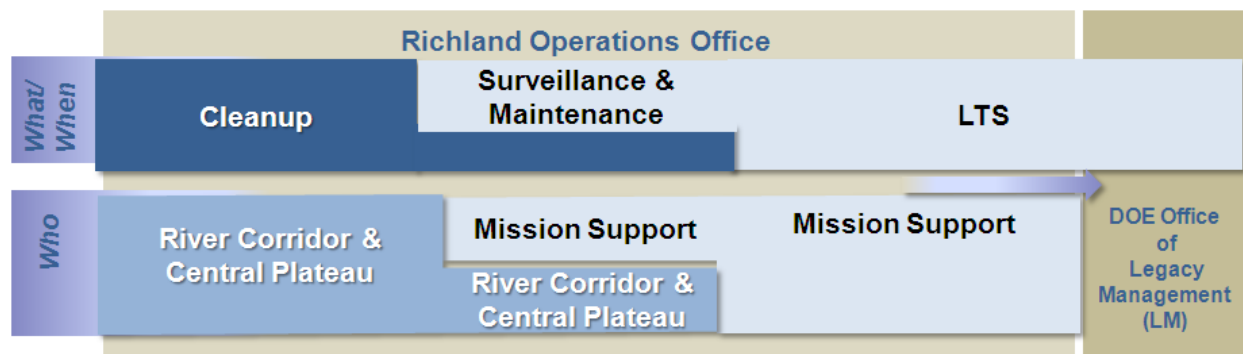 Richland Operations Office
What/
When
Cleanup
Surveillance &
Maintenance
LTS
Who
River Corridor &
Central Plateau
Mission Support
River Corridor &
Central Plateau
Mission Support
DOE Office
of
Legacy
Management
(LM)